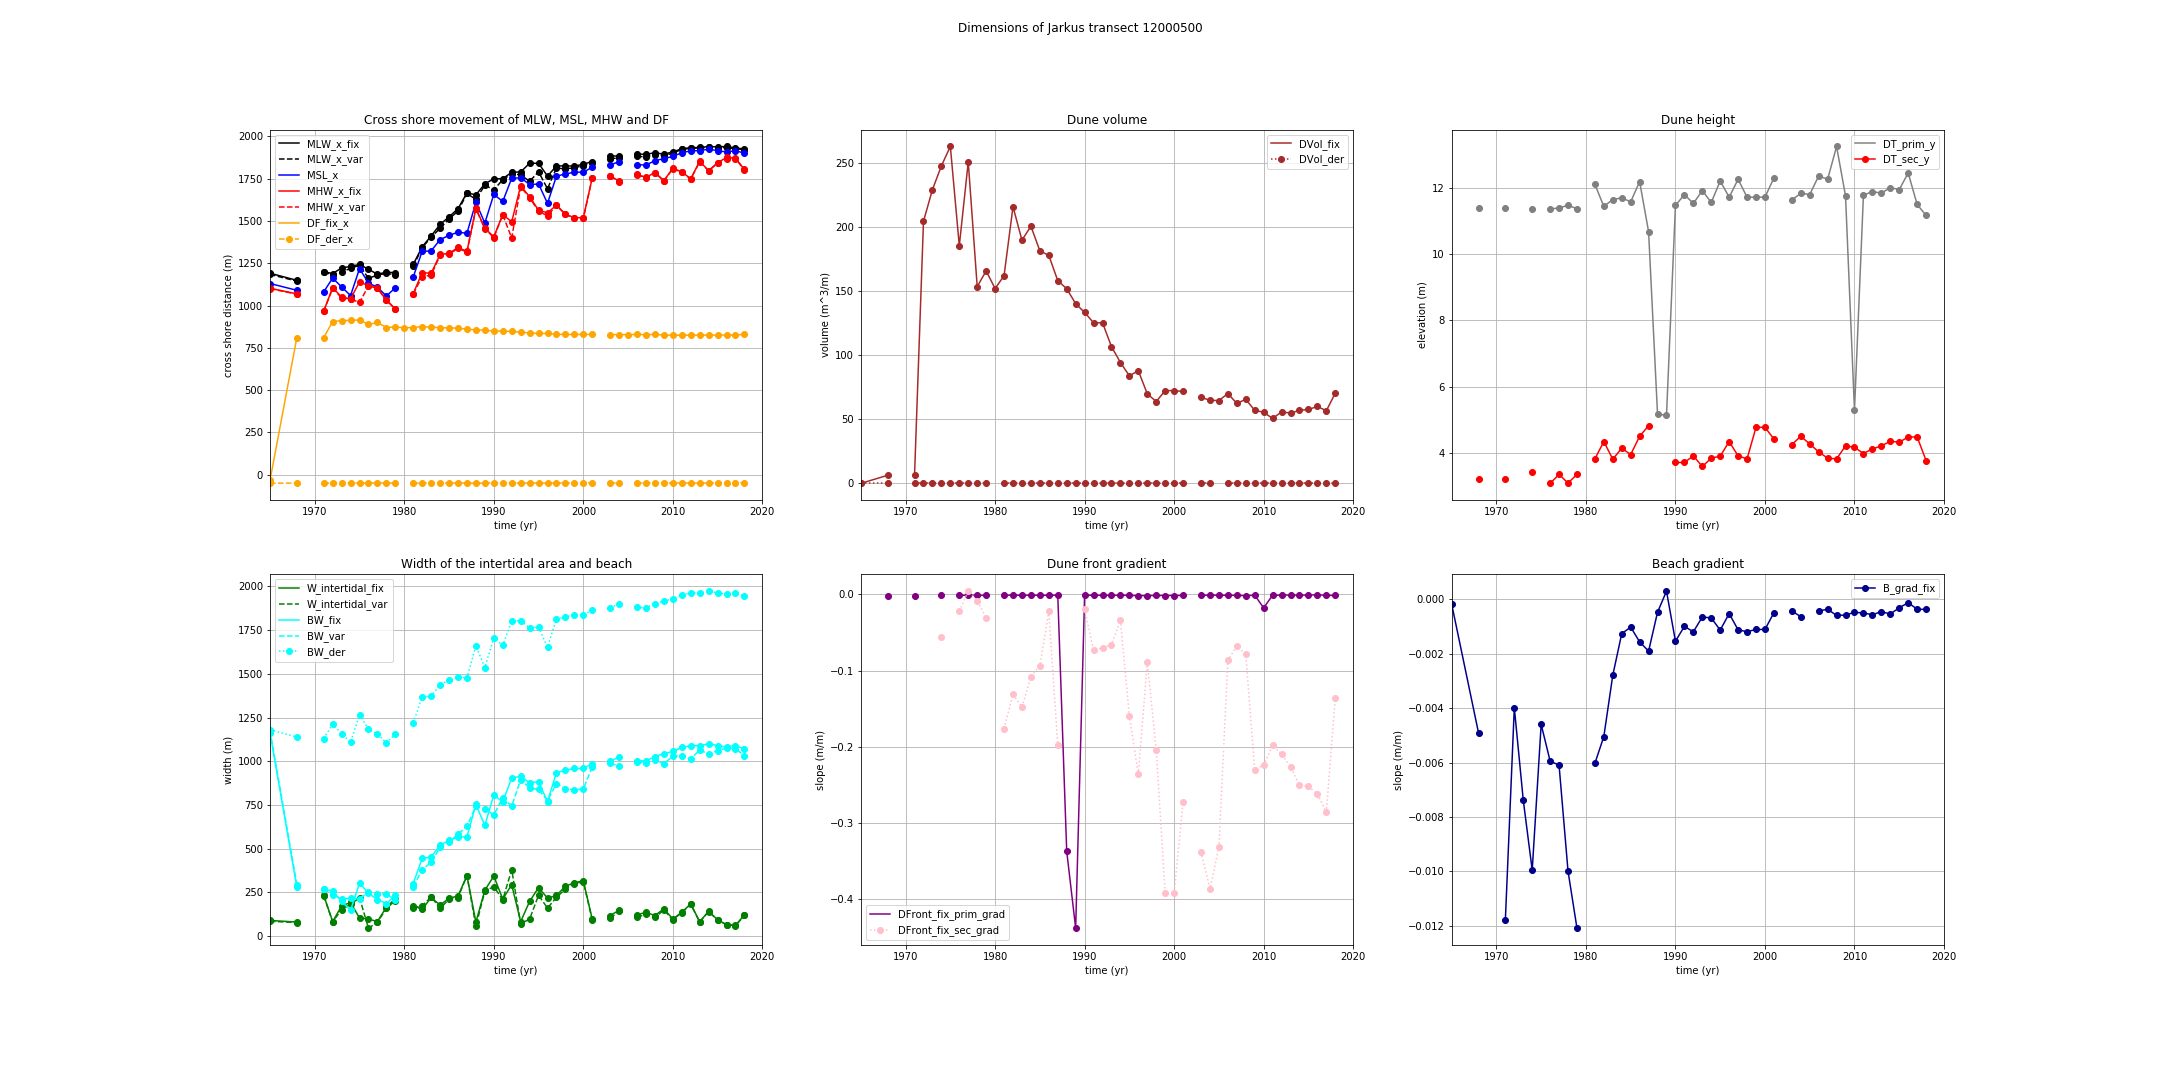 Dimensions of Jarkus transect 12000500
Cross shore movement of MLW, MSL, MHW and DF
2000
1750
1500
1250
1000
750
500
250
0
cross shore distance (m)
MLW_x_fix
MLW_x_var
MSL_x
MHW_x_fix
MHW_x_var
DF_fix_x
DF_der_x
1970 1980 1990 2000 2010 2020
time (yr)
Dune volume
250
200
150
100
50
0
volume (m^3/m)
DVol_fix
DVol_der
1970 1980 1990 2000 2010 2020
time (yr)
Dune height
12
10
8
6
4
elevation (m)
DT_prim_y
DT_sec_y
1970 1980 1990 2000 2010 2020
time (yr)
Width of the intertidal area and beach
2000
1750
1500
1250
1000
750
500
250
0
width (m)
W_intertidal_fix
W_intertidal_var
BW_fix
BW_var
BW_der
1970 1980 1990 2000 2010 2020
time (yr)
Dune front gradient
0.0
−0.1
−0.2
−0.3
−0.4
slope (m/m)
DFront_fix_prim_grad
DFront_fix_sec_grad
1970 1980 1990 2000 2010 2020
time (yr)
Beach gradient
0.000
−0.002
−0.004
−0.006
−0.008
−0.010
−0.012
slope (m/m)
B_grad_fix
1970 1980 1990 2000 2010 2020
time (yr)